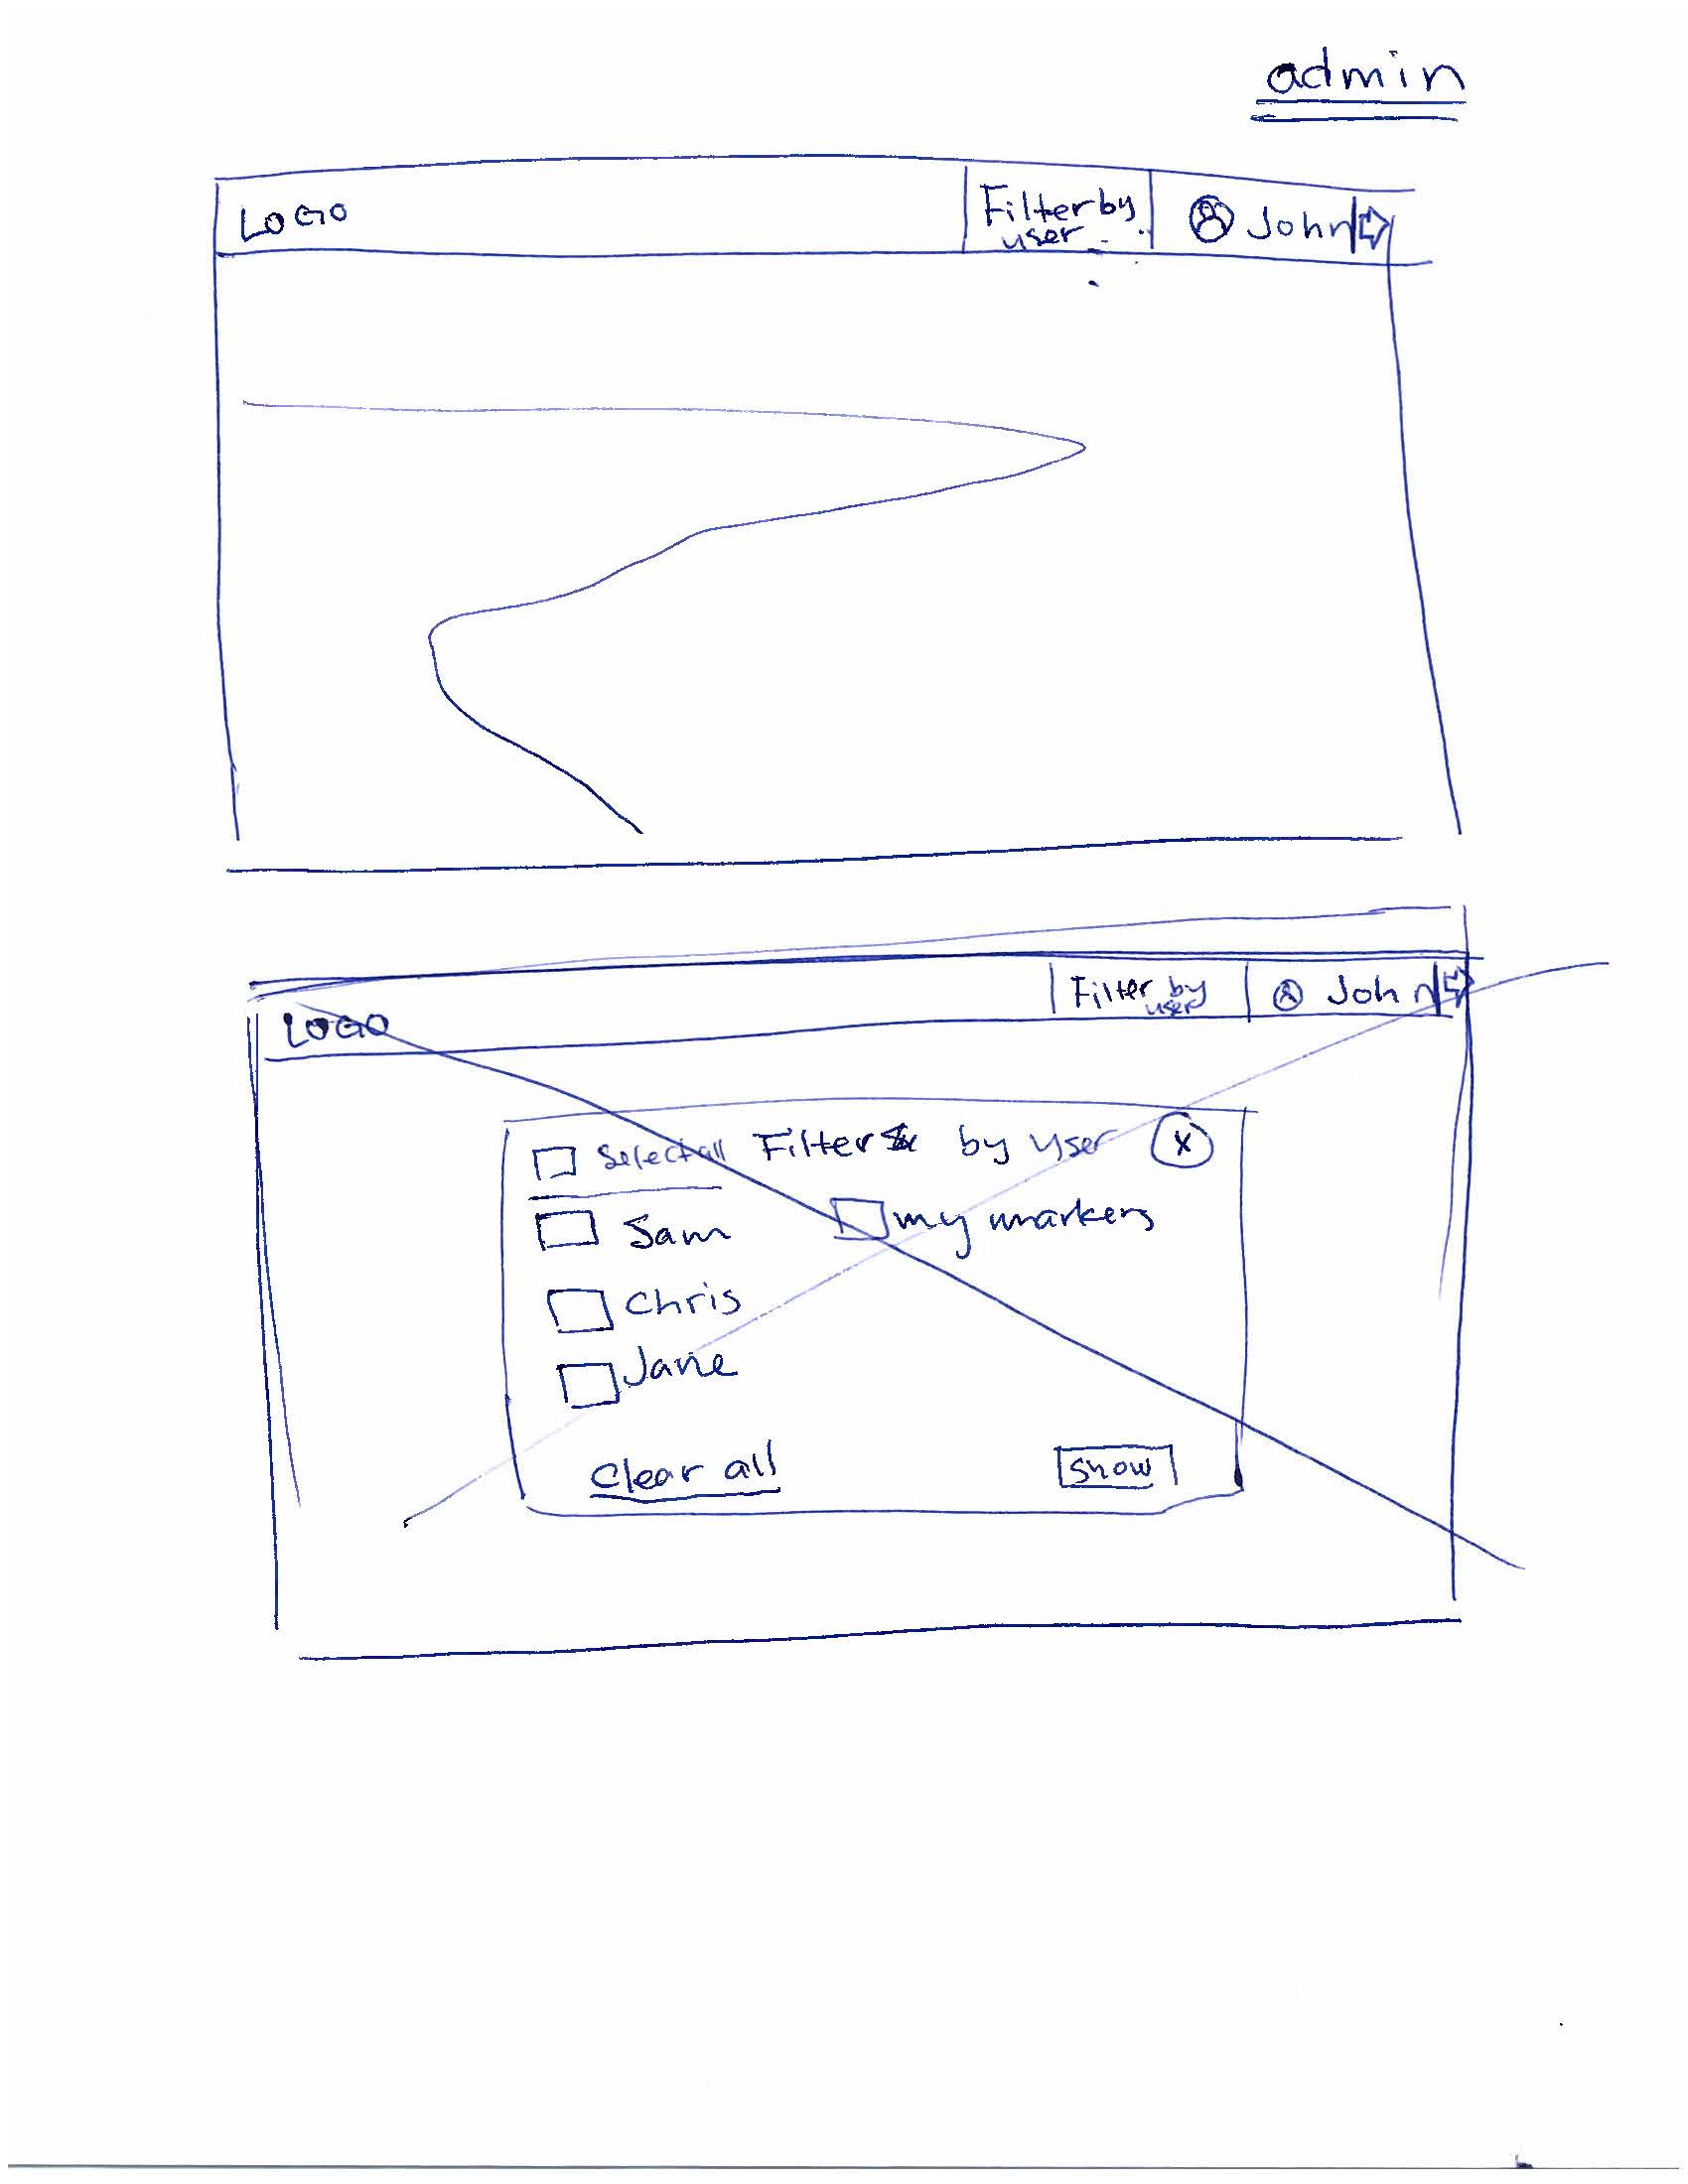 admin
LOGO
Filter by
user
John
LOGO
Filter by
user
John
Select all
Filter by user
X
Sam
my markers
Chris
Jane
Clear all
Show